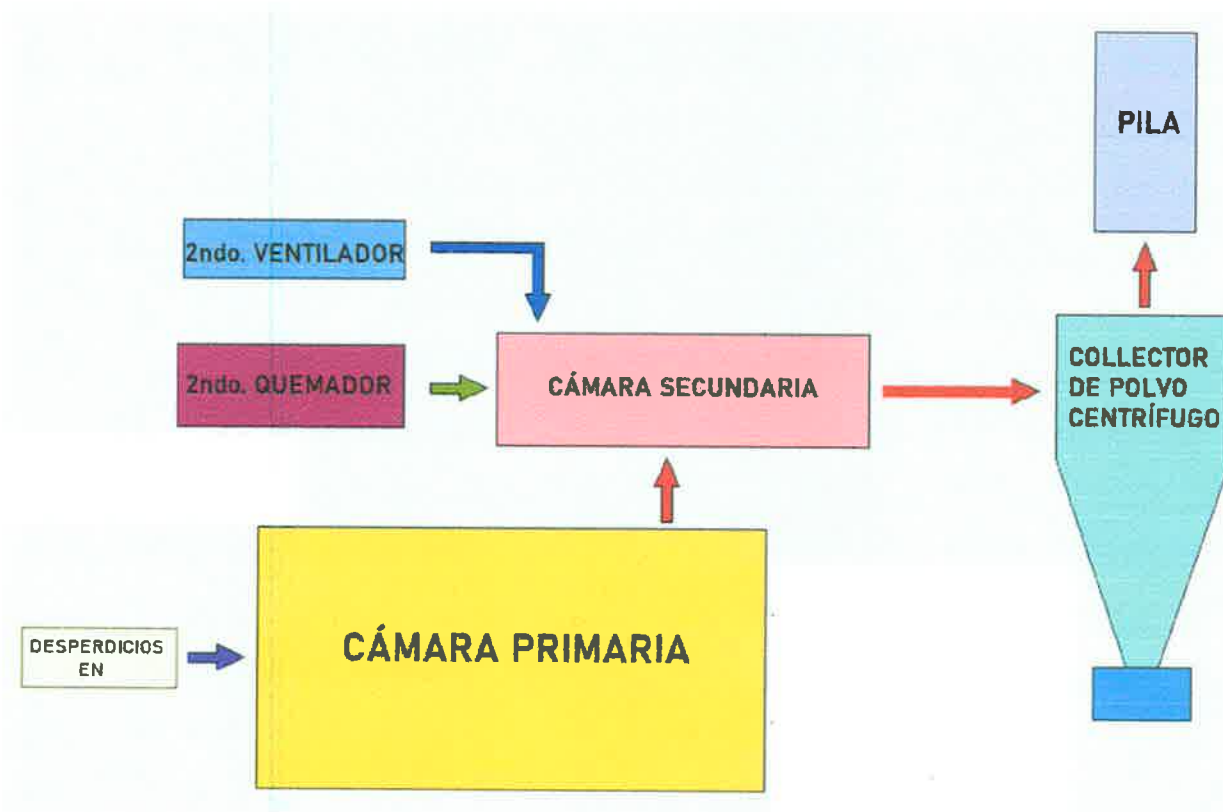 PILA
2ndo. VENTILADOR
2ndo. QUEMADOR
CÁMARA SECUNDARIA
COLLECTOR
DE POLVO
CENTRÍFUGO
DESPERDICIOS
EN
CÁMARA PRIMARIA